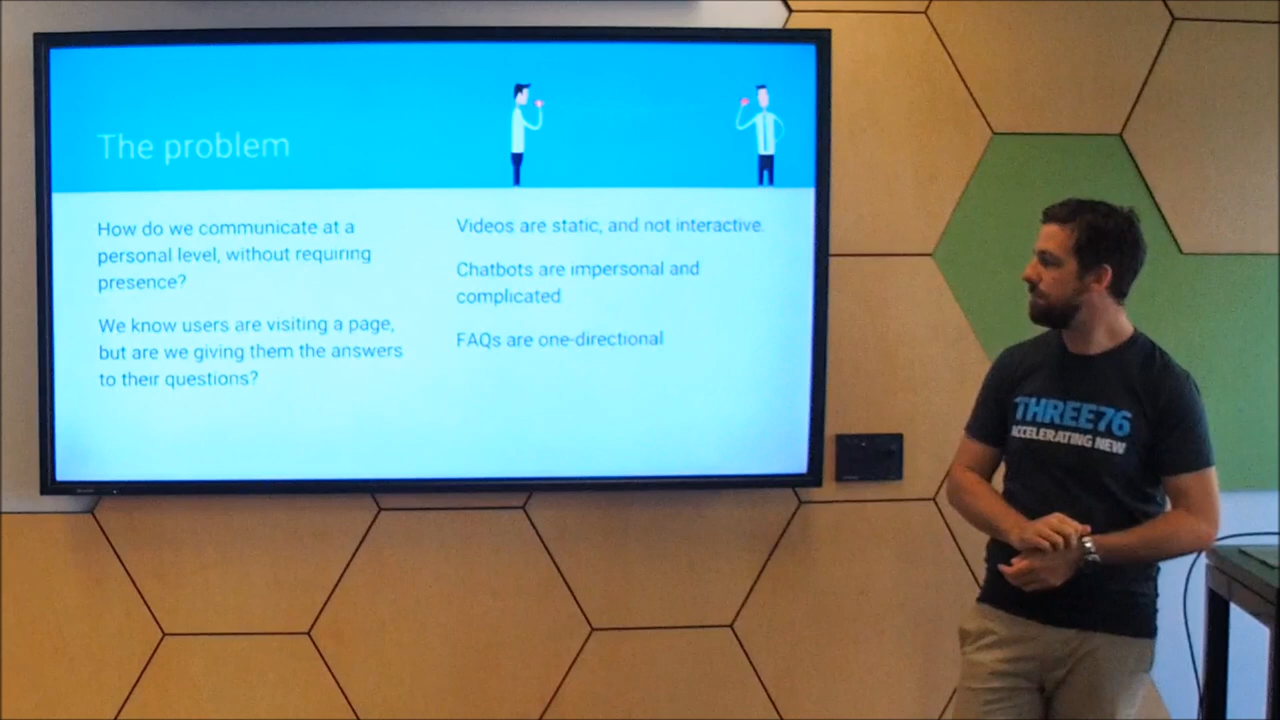 The problem
How do we communicate at a
personal level, without requiring
presence?
We know users are visiting a page,
but are we giving them the answers
to their questions?
Videos are static, and not interactive.
Chatbots are impersonal and
complicated
FAQs are one-directional
THREE76
ACCELERATING NEW